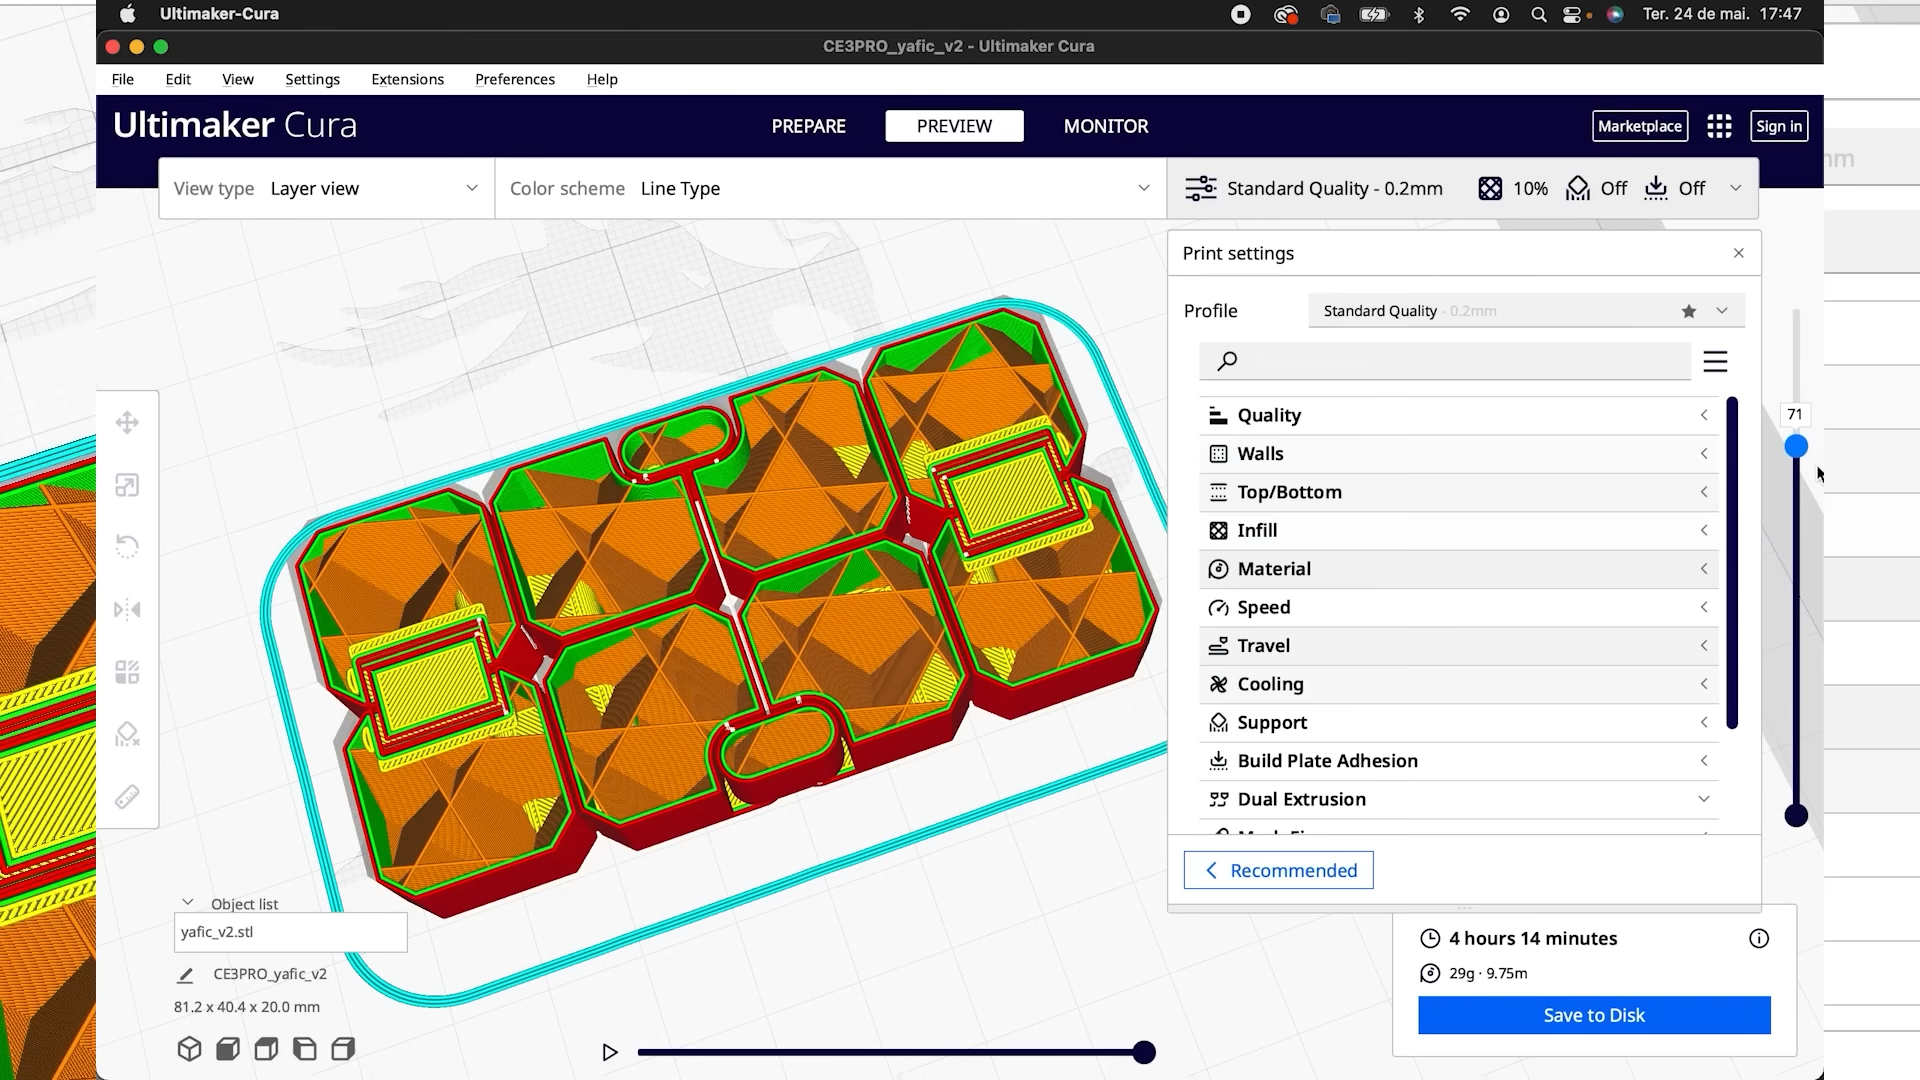 Ultimaker-Cura
Ter. 24 de mai. 17:47
CE3PRO_yafic_v2 - Ultimaker Cura
File Edit View Settings Extensions Preferences Help
Ultimaker Cura
PREPARE
PREVIEW
MONITOR
Marketplace
Sign in
View type Layer view
Color scheme Line Type
Standard Quality - 0.2mm
10%
Off
Off
mm
Print settings
Profile
Standard Quality - 0.2mm
Quality
71
Walls
Top/Bottom
Infill
Material
Speed
Travel
Cooling
Support
Build Plate Adhesion
Dual Extrusion
Recommended
Object list
yafic_v2.stl
CE3PRO_yafic_v2
81.2 x 40.4 x 20.0 mm
4 hours 14 minutes
29g · 9.75m
Save to Disk